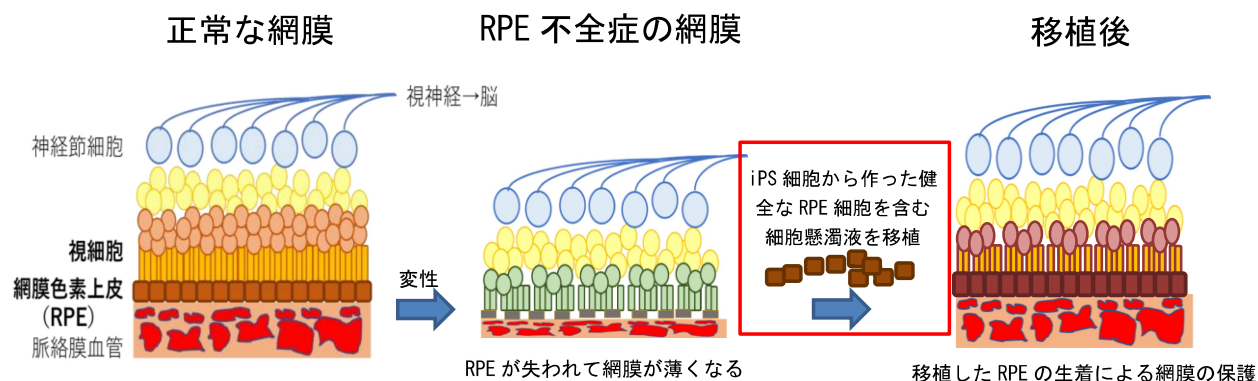 正常な網膜
RPE 不全症の網膜
移植後
視神経→脳
神経節細胞
視細胞
網膜色素上皮
(RPE)
脈絡膜血管
変性
RPE が失われて網膜が薄くなる
iPS 細胞から作った健
全な RPE 細胞を含む
細胞懸濁液を移植
移植した RPE の生着による網膜の保護